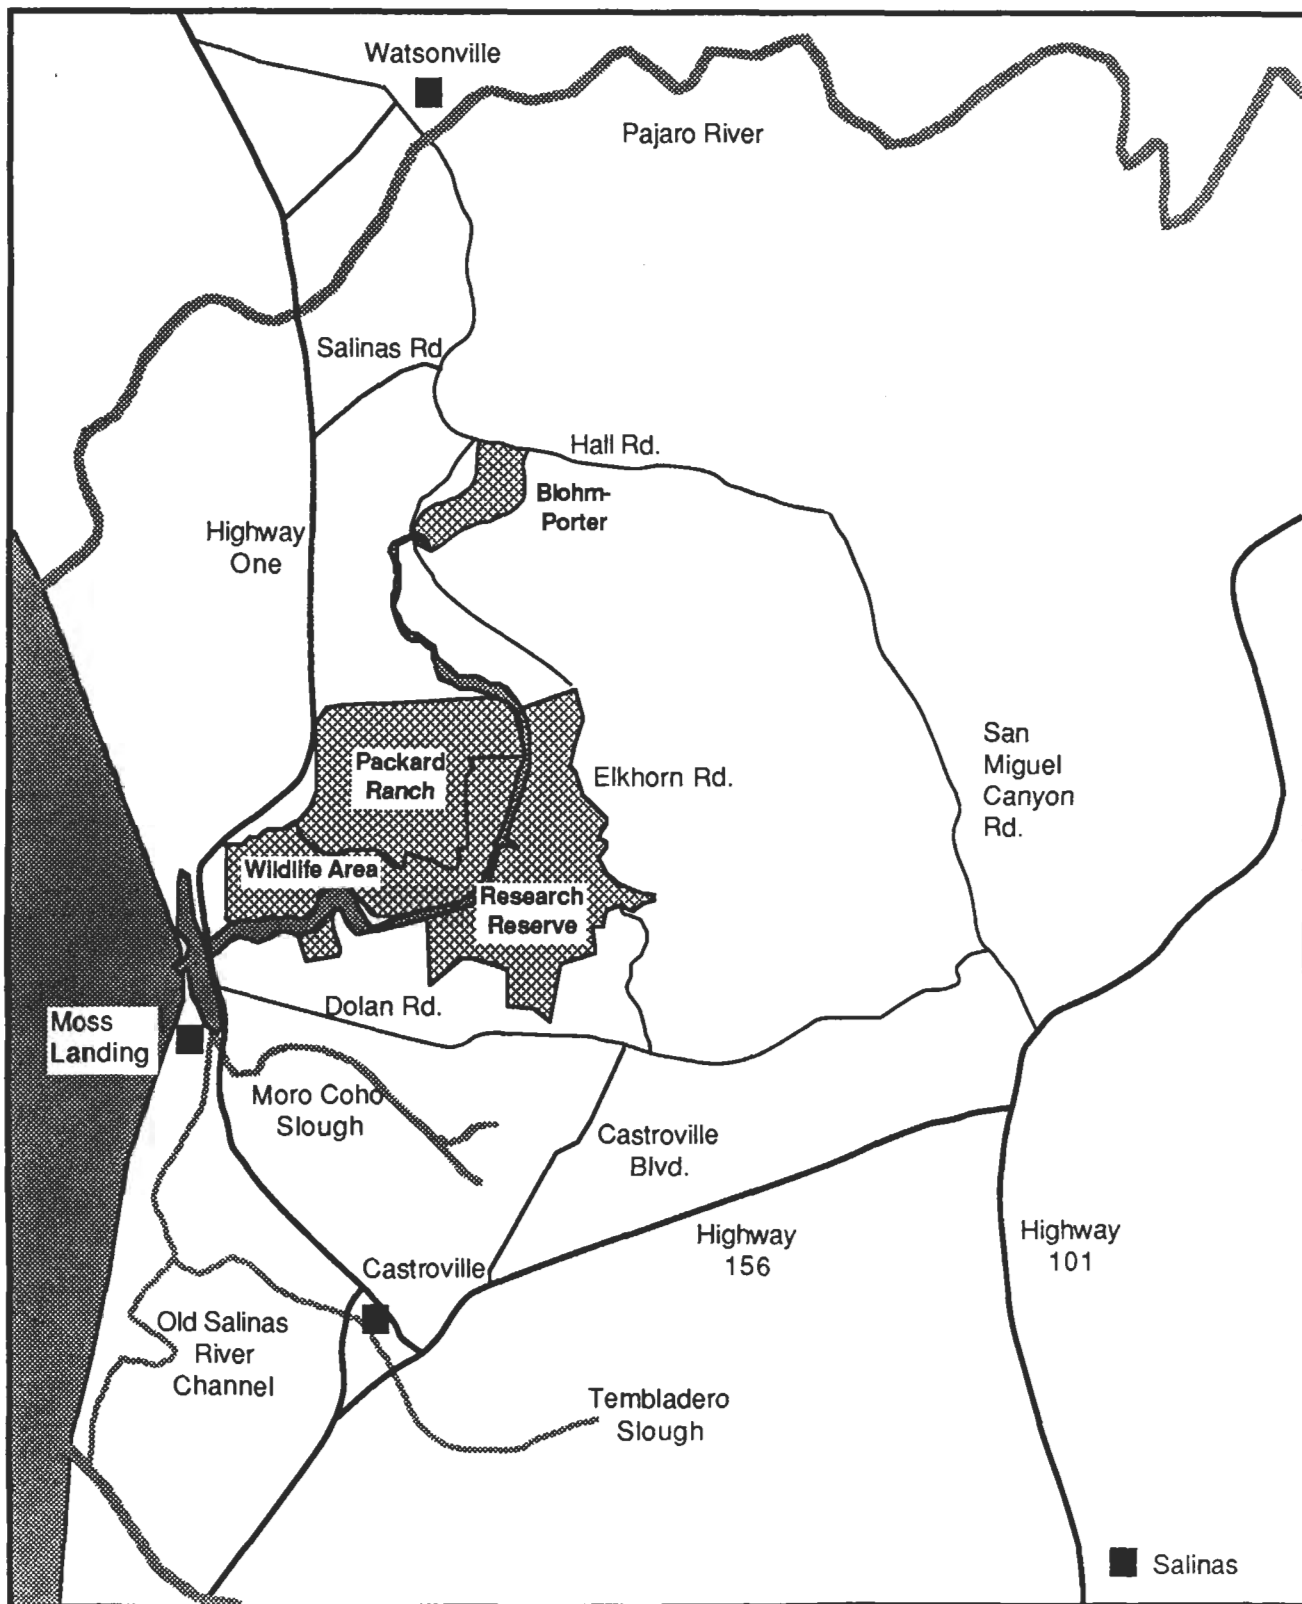 Watsonville
Pajaro River
Salinas Rd
Hall Rd.
Blohm-
Porter
Highway
One
San
Miguel
Canyon
Rd.
Packard
Ranch
Elkhorn Rd.
Wildlife Area
Research
Reserve
Dolan Rd.
Moss
Landing
Moro Coho
Slough
Castroville
Blvd.
Highway
156
Highway
101
Castroville
Old Salinas
River
Channel
Tembladero
Slough
Salinas